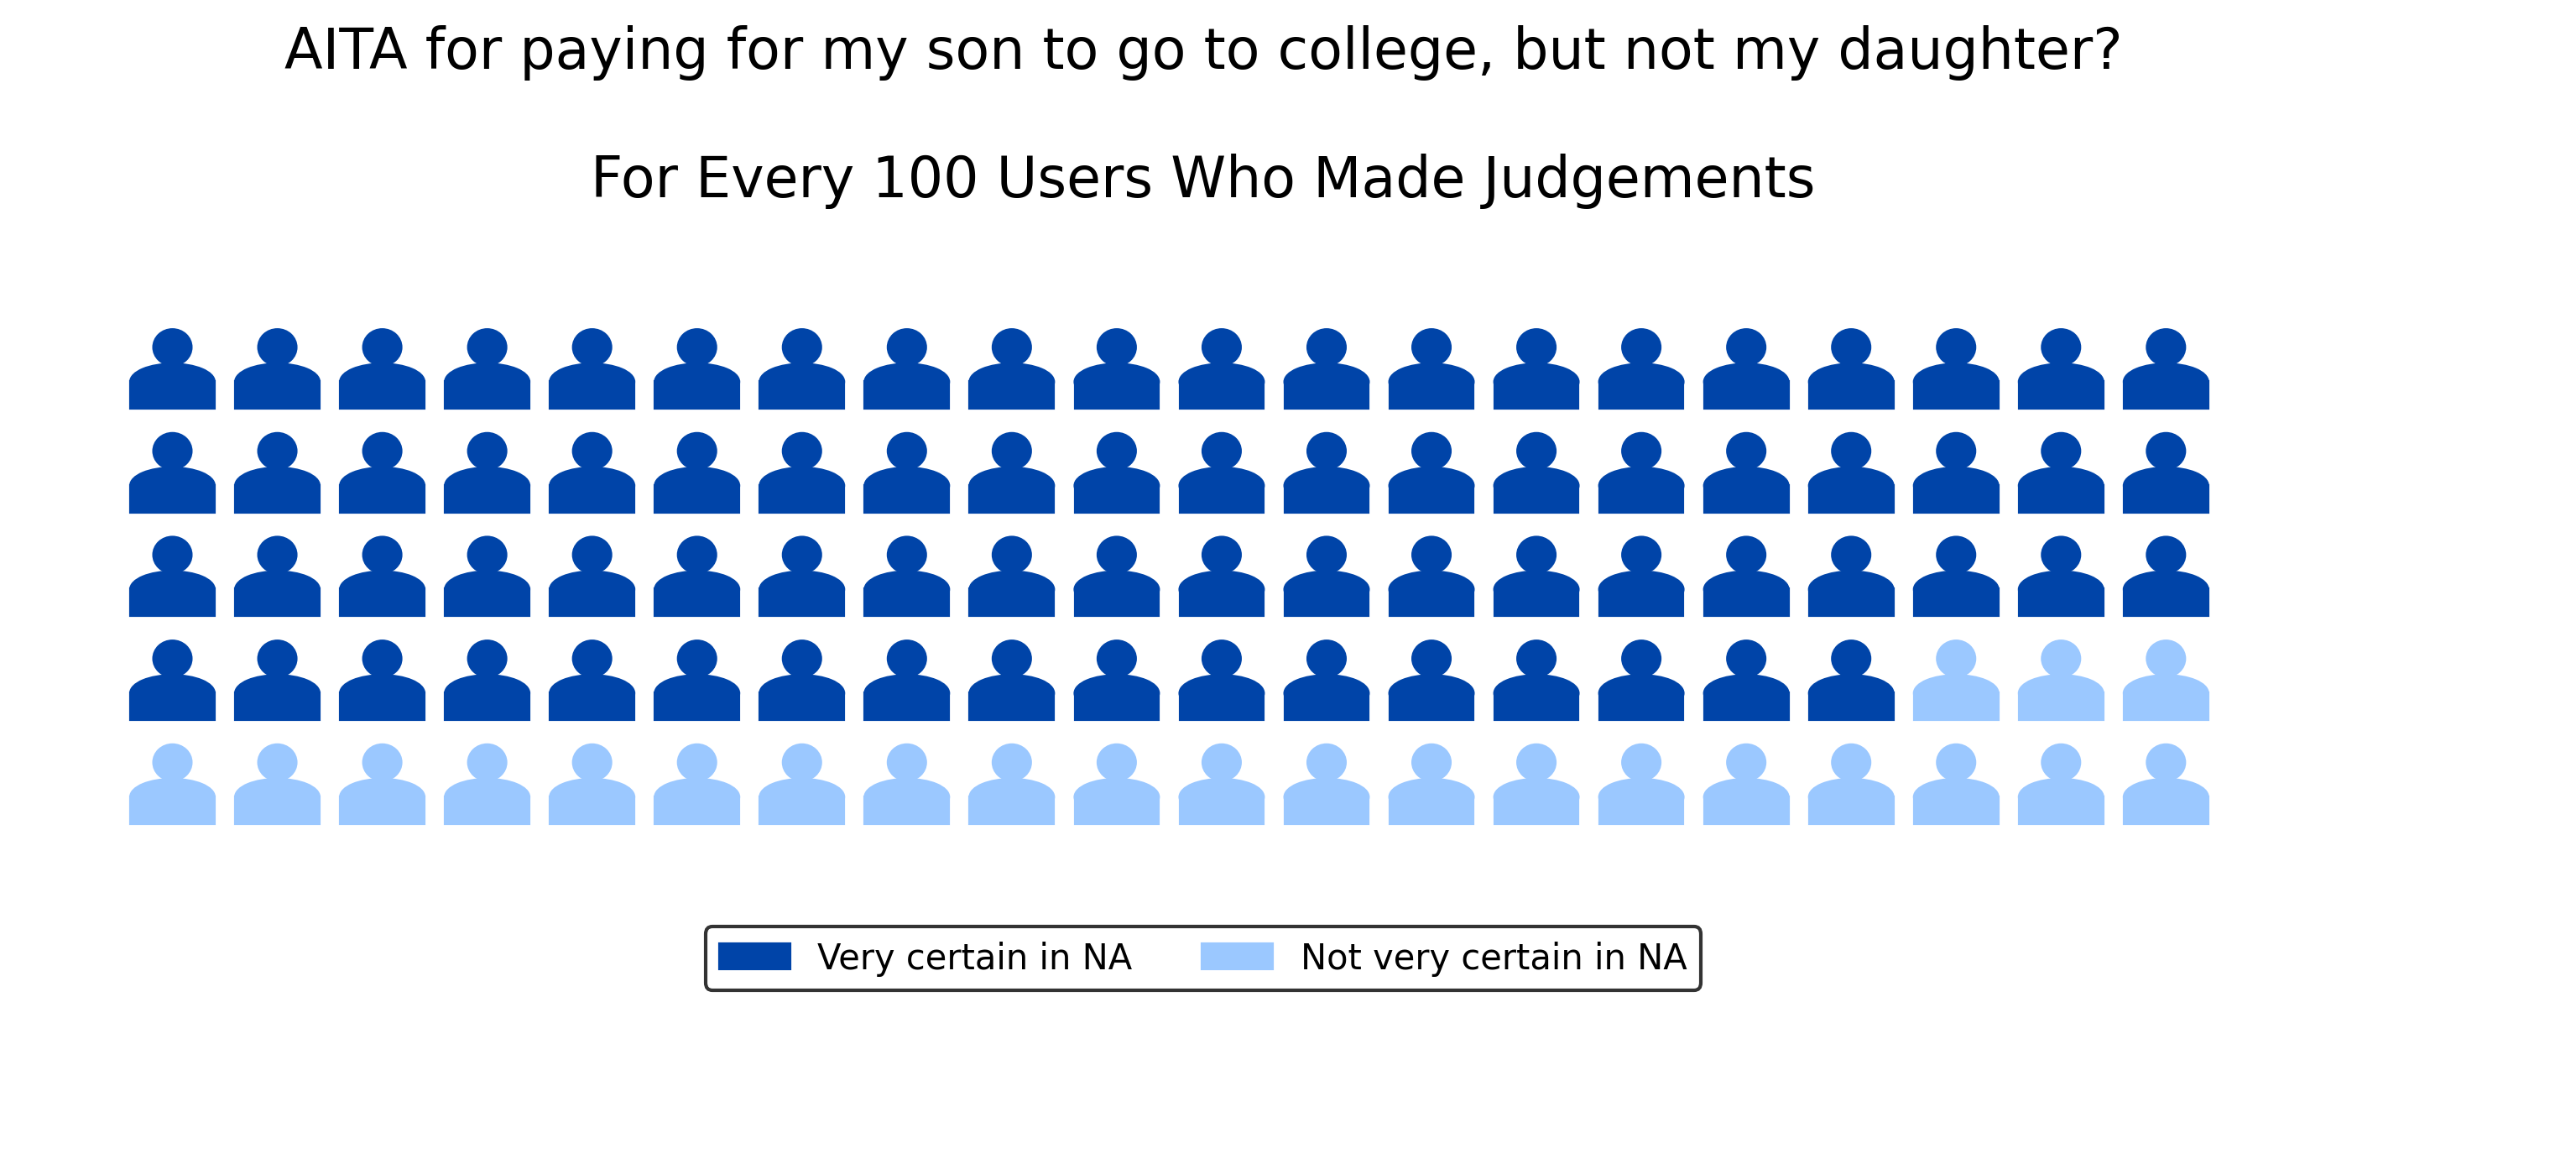 AITA for paying for my son to go to college, but not my daughter?
For Every 100 Users Who Made Judgements
Very certain in NA
Not very certain in NA